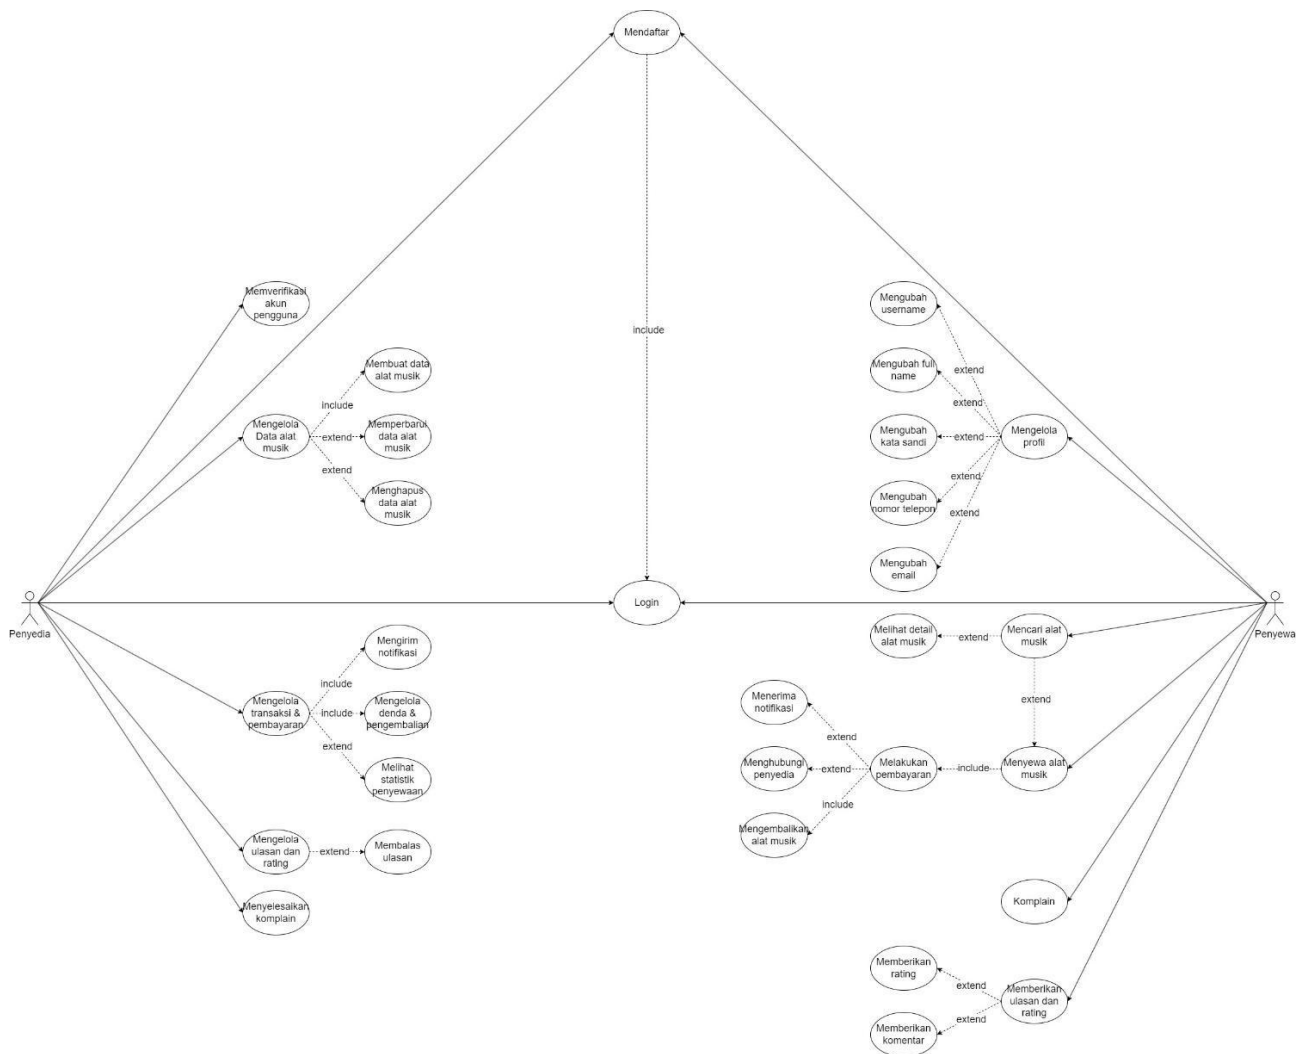 Mendaftar
Memverifikasi
akun
pengguna
Mengubah
username
include
extend
Membuat data
alat musik
Mengubah full
name
include
extend
Mengelola
Data alat
musik
extend
Memperbarui
data alat
musik
Mengubah
kata sandi
extend
Mengelola
profil
extend
extend
Menghapus
data alat
musik
Mengubah
nomor telepon
extend
Mengubah
email
Login
Penyedia
Penyewa
Mengirim
notifikasi
Melihat detail
alat musik
extend
Mencari alat
musik
include
extend
Mengelola
transaksi &
pembayaran
include
Mengelola
denda &
pengembalian
Menerima
notifikasi
extend
extend
Melihat
statistik
penyewaan
Menghubungi
penyedia
extend
Melakukan
pembayaran
include
Menyewa alat
musik
include
Mengembalikan
alat musik
Mengelola
ulasan dan
rating
extend
Membalas
ulasan
Menyelesaikan
komplain
Komplain
Memberikan
rating
extend
Memberikan
ulasan dan
rating
extend
Memberikan
komentar